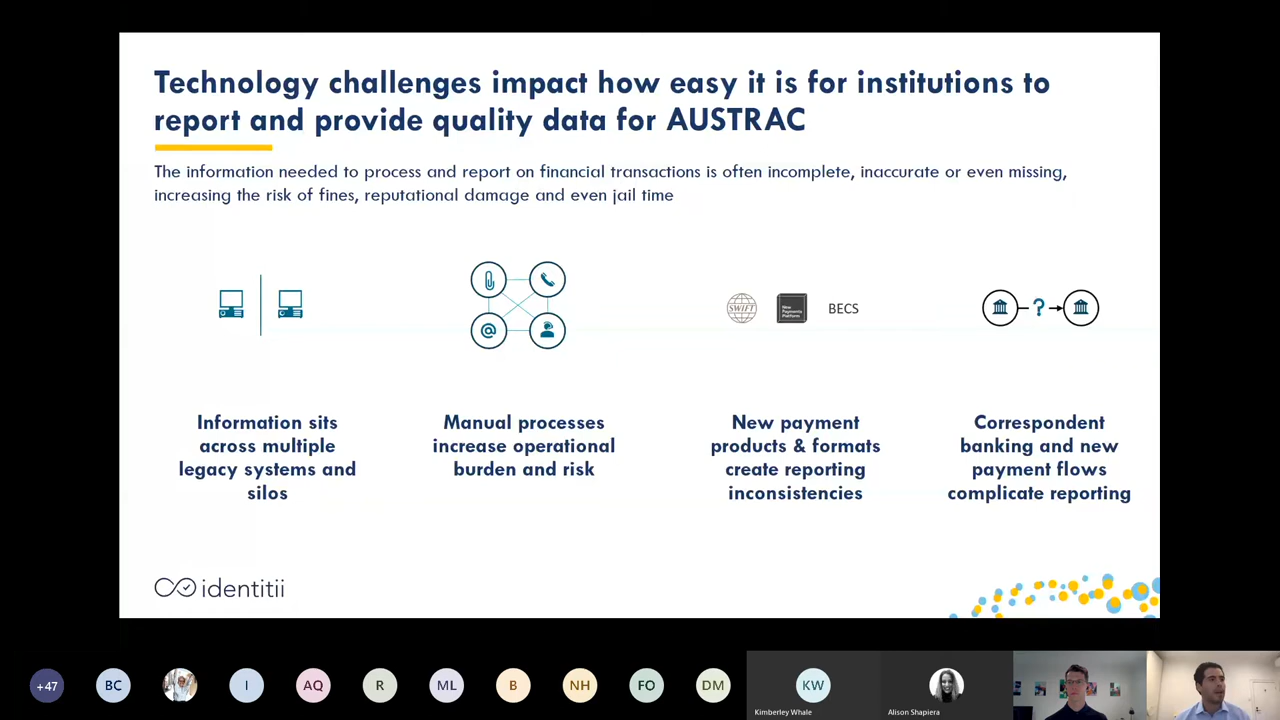 Technology challenges impact how easy it is for institutions to
report and provide quality data for AUSTRAC
The information needed to process and report on financial transactions is often incomplete, inaccurate or even missing,
increasing the risk of fines, reputational damage and even jail time
@
SWIFT
New
Payments
Platform
BECS
?
Information sits
across multiple
legacy systems and
silos
Manual processes
increase operational
burden and risk
New payment
products & formats
create reporting
inconsistencies
Correspondent
banking and new
payment flows
complicate reporting
identitii
+47
BC
I
AQ
R
ML
B
NH
FO
DM
KW
Kimberley Whale
Alison Shapiera